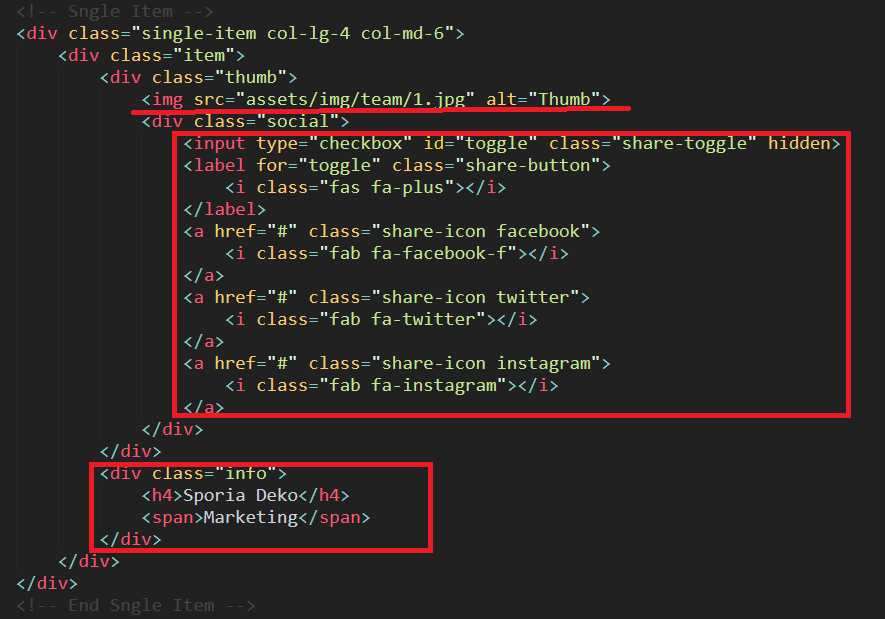 <!-- Sngle Item -->
<div class="single-item col-lg-4 col-md-6">
    <div class="item">
        <div class="thumb">
            <img src="assets/img/team/1.jpg" alt="Thumb">
            <div class="social">
                <input type="checkbox" id="toggle" class="share-toggle" hidden>
                <label for="toggle" class="share-button">
                    <i class="fas fa-plus"></i>
                </label>
                <a href="#" class="share-icon facebook">
                    <i class="fab fa-facebook-f"></i>
                </a>
                <a href="#" class="share-icon twitter">
                    <i class="fab fa-twitter"></i>
                </a>
                <a href="#" class="share-icon instagram">
                    <i class="fab fa-instagram"></i>
                </a>
            </div>
        </div>
        <div class="info">
            <h4>Sporia Deko</h4>
            <span>Marketing</span>
        </div>
    </div>
</div>
<!-- End Sngle Item -->